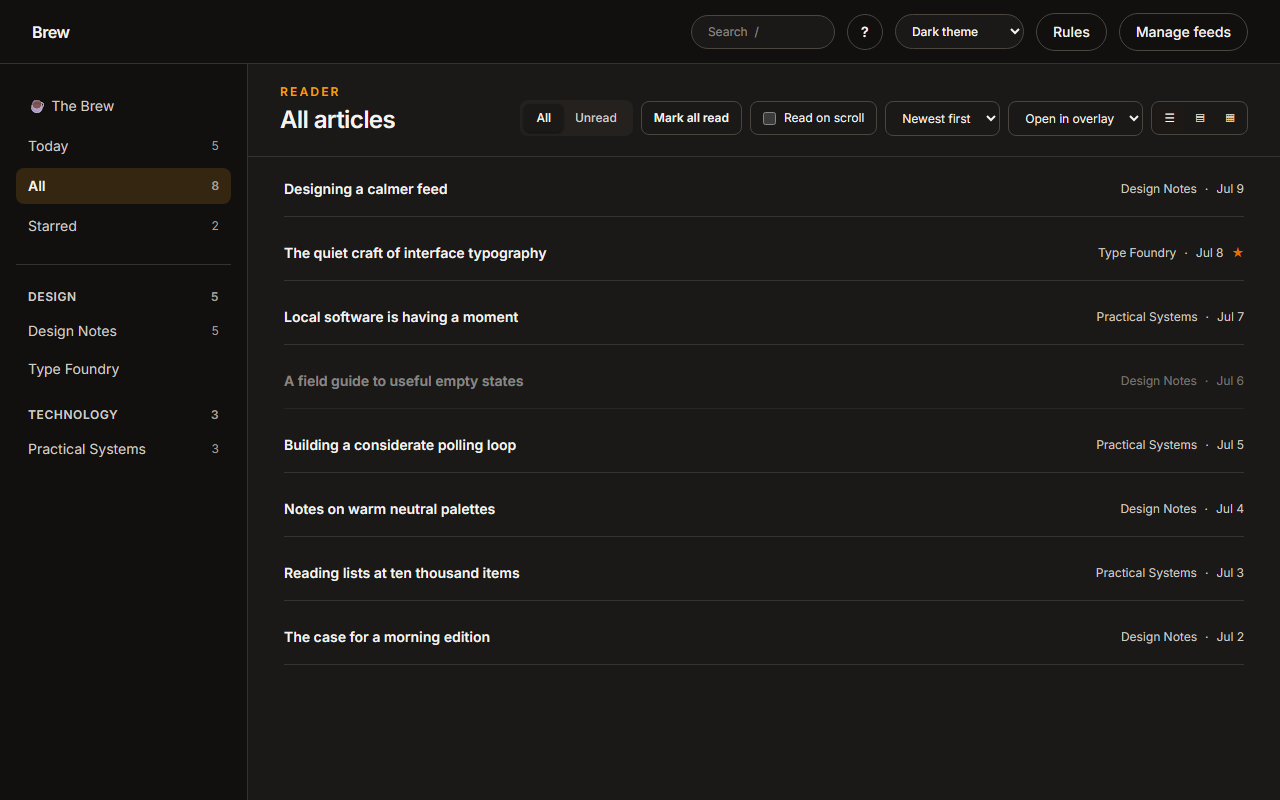 Brew
Search /
?
Dark theme
Rules
Manage feeds
The Brew
Today 5
All 8
Starred 2
DESIGN 5
Design Notes 5
Type Foundry
TECHNOLOGY 3
Practical Systems 3
READER
All articles
All
Unread
Mark all read
Read on scroll
Newest first
Open in overlay
Designing a calmer feed Design Notes · Jul 9
The quiet craft of interface typography Type Foundry · Jul 8 ★
Local software is having a moment Practical Systems · Jul 7
A field guide to useful empty states Design Notes · Jul 6
Building a considerate polling loop Practical Systems · Jul 5
Notes on warm neutral palettes Design Notes · Jul 4
Reading lists at ten thousand items Practical Systems · Jul 3
The case for a morning edition Design Notes · Jul 2